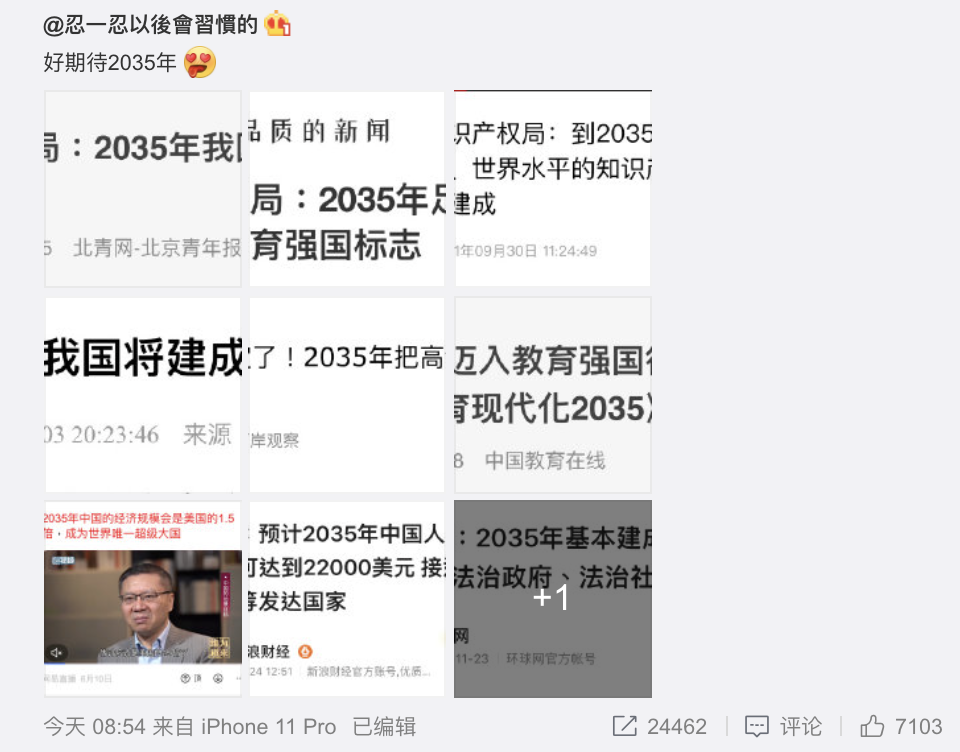 @忍一忍以後會習慣的
好期待2035年
局：2035年我国
5 北青网-北京青年报
品质的新闻
局：2035年足
育强国标志
识产权局：到2035
世界水平的知识产
建成
1年09月30日 11:24:49
我国将建成
03 20:23:46 来源
了！2035年把高
岸观察
迈入教育强国行
育现代化2035》
8 中国教育在线
2035年中国的经济规模会是美国的1.5
倍，成为世界唯一超级大国
预计2035年中国人
可达到22000美元 接
等发达国家
浪财经
24 12:51 新浪财经官方账号,优质...
：2035年基本建成
法治政府、法治社
+1
网
11-23 环球网官方帐号
今天 08:54 来自 iPhone 11 Pro 已编辑
24462 评论 7103